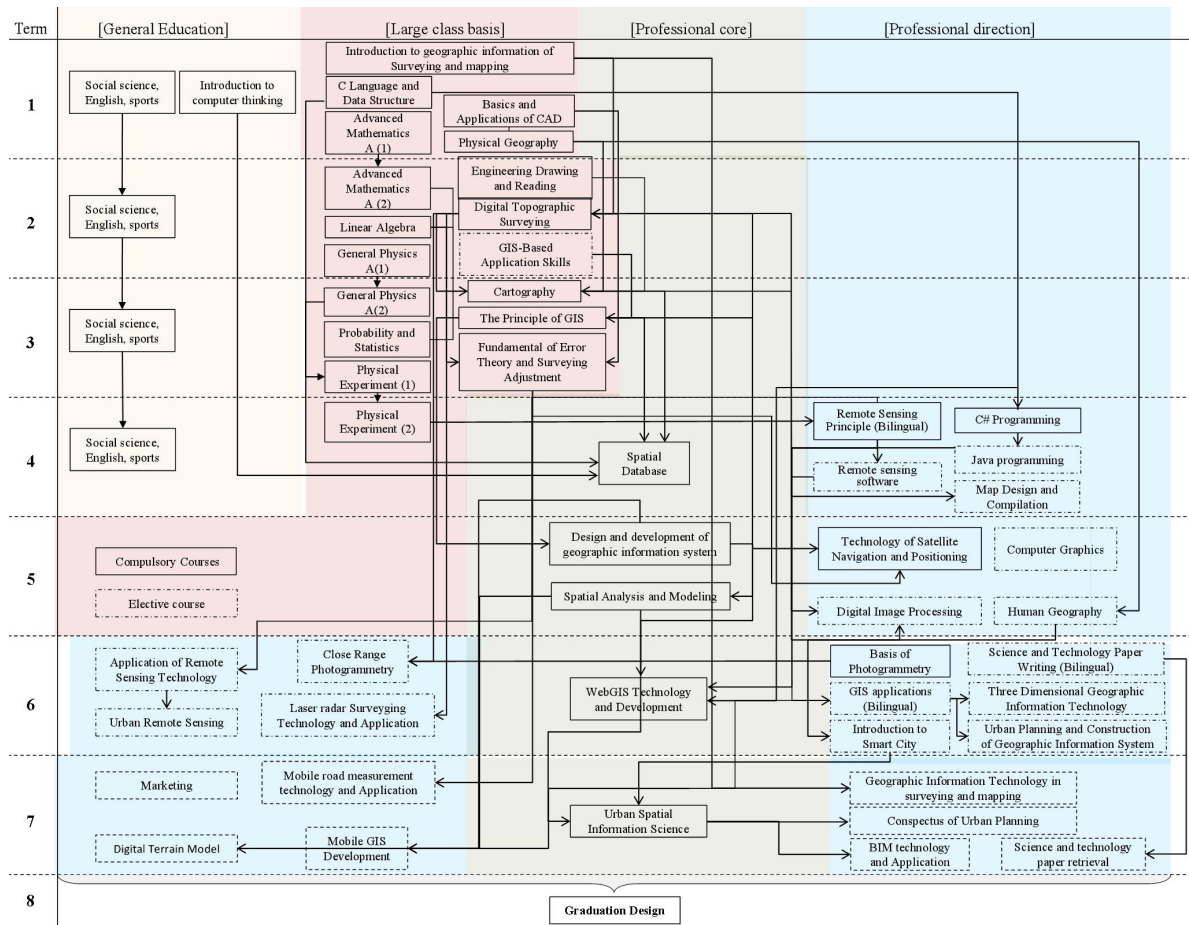 Term
[General Education]
[Large class basis]
[Professional core]
[Professional direction]
1
Social science,
English, sports
Introduction to
computer thinking
Introduction to geographic information of
Surveying and mapping
C Language and
Data Structure
Basics and
Applications of CAD
Advanced
Mathematics
A (1)
Physical Geography
2
Social science,
English, sports
Advanced
Mathematics
A (2)
Engineering Drawing
and Reading
Linear Algebra
Digital Topographic
Surveying
General Physics
A(1)
GIS-Based
Application Skills
3
Social science,
English, sports
General Physics
A(2)
Cartography
The Principle of GIS
Probability and
Statistics
Fundamental of Error
Theory and Surveying
Adjustment
Physical
Experiment (1)
4
Social science,
English, sports
Physical
Experiment (2)
Spatial
Database
Remote Sensing
Principle (Bilingual)
C# Programming
Remote sensing
software
Java programming
Map Design and
Compilation
5
Compulsory Courses
Elective course
Design and development of
geographic information system
Spatial Analysis and Modeling
Technology of Satellite
Navigation and Positioning
Computer Graphics
Digital Image Processing
Human Geography
6
Application of Remote
Sensing Technology
Close Range
Photogrammetry
Urban Remote Sensing
Laser radar Surveying
Technology and Application
WebGIS Technology
and Development
Basis of
Photogrammetry
Science and Technology Paper
Writing (Bilingual)
GIS applications
(Bilingual)
Three Dimensional Geographic
Information Technology
Introduction to
Smart City
Urban Planning and Construction
of Geographic Information System
7
Marketing
Mobile road measurement
technology and Application
Digital Terrain Model
Mobile GIS
Development
Urban Spatial
Information Science
Geographic Information Technology in
surveying and mapping
Conspectus of Urban Planning
BIM technology
and Application
Science and technology
paper retrieval
8
Graduation Design